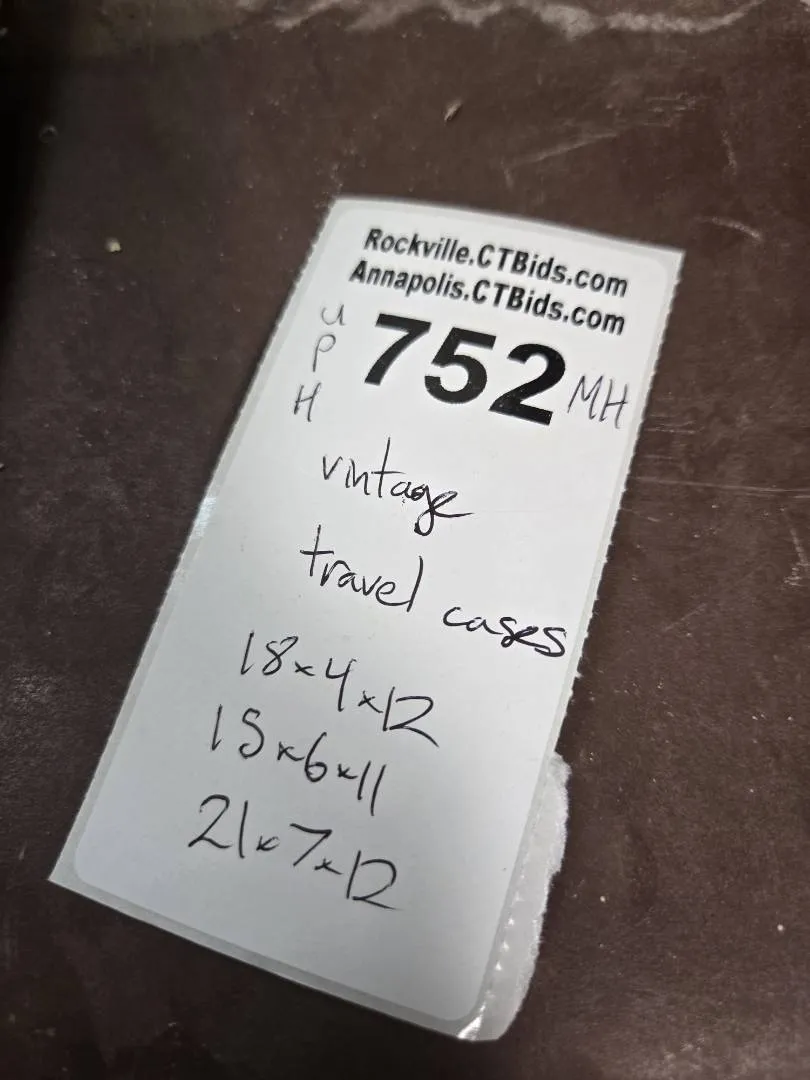 Rockville.CTBids.com
Annapolis.CTBids.com
U
P
H
752 MH
vintage
travel cases
18x4x12
15x6x11
21x7x12